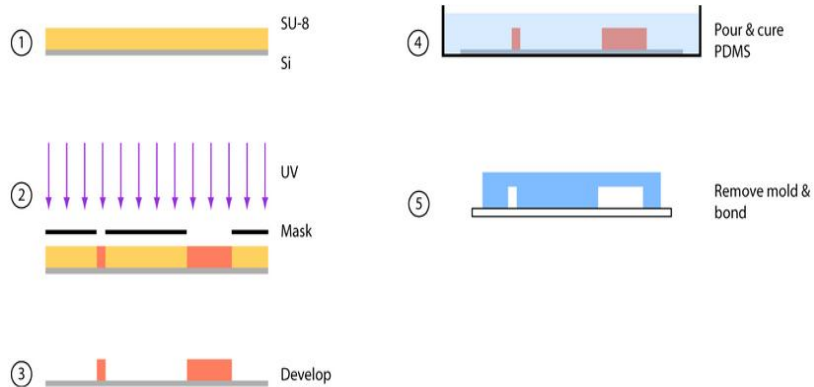 1
SU-8
Si
2
UV
Mask
3
Develop
4
Pour & cure
PDMS
5
Remove mold &
bond